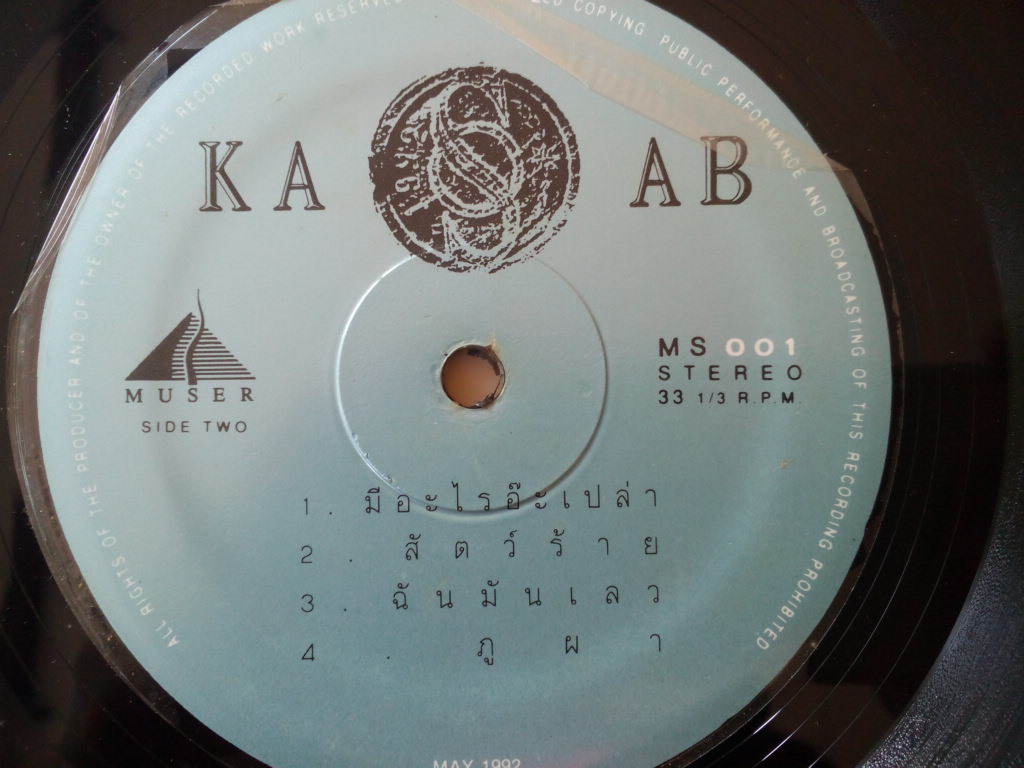 KA AB
MUSER
SIDE TWO
MS 001
STEREO
33 1/3 R.P.M.
1. มีอะไรอ๊ะเปล่า
2. สัตว์ร้าย
3. ฉันมันเลว
4. ภูผา
MAY 1992
ALL RIGHTS OF THE PRODUCER AND OF THE OWNER OF THE RECORDED WORK RESERVED COPYING PUBLIC PERFORMANCE AND BROADCASTING OF THIS RECORDING PROHIBITED